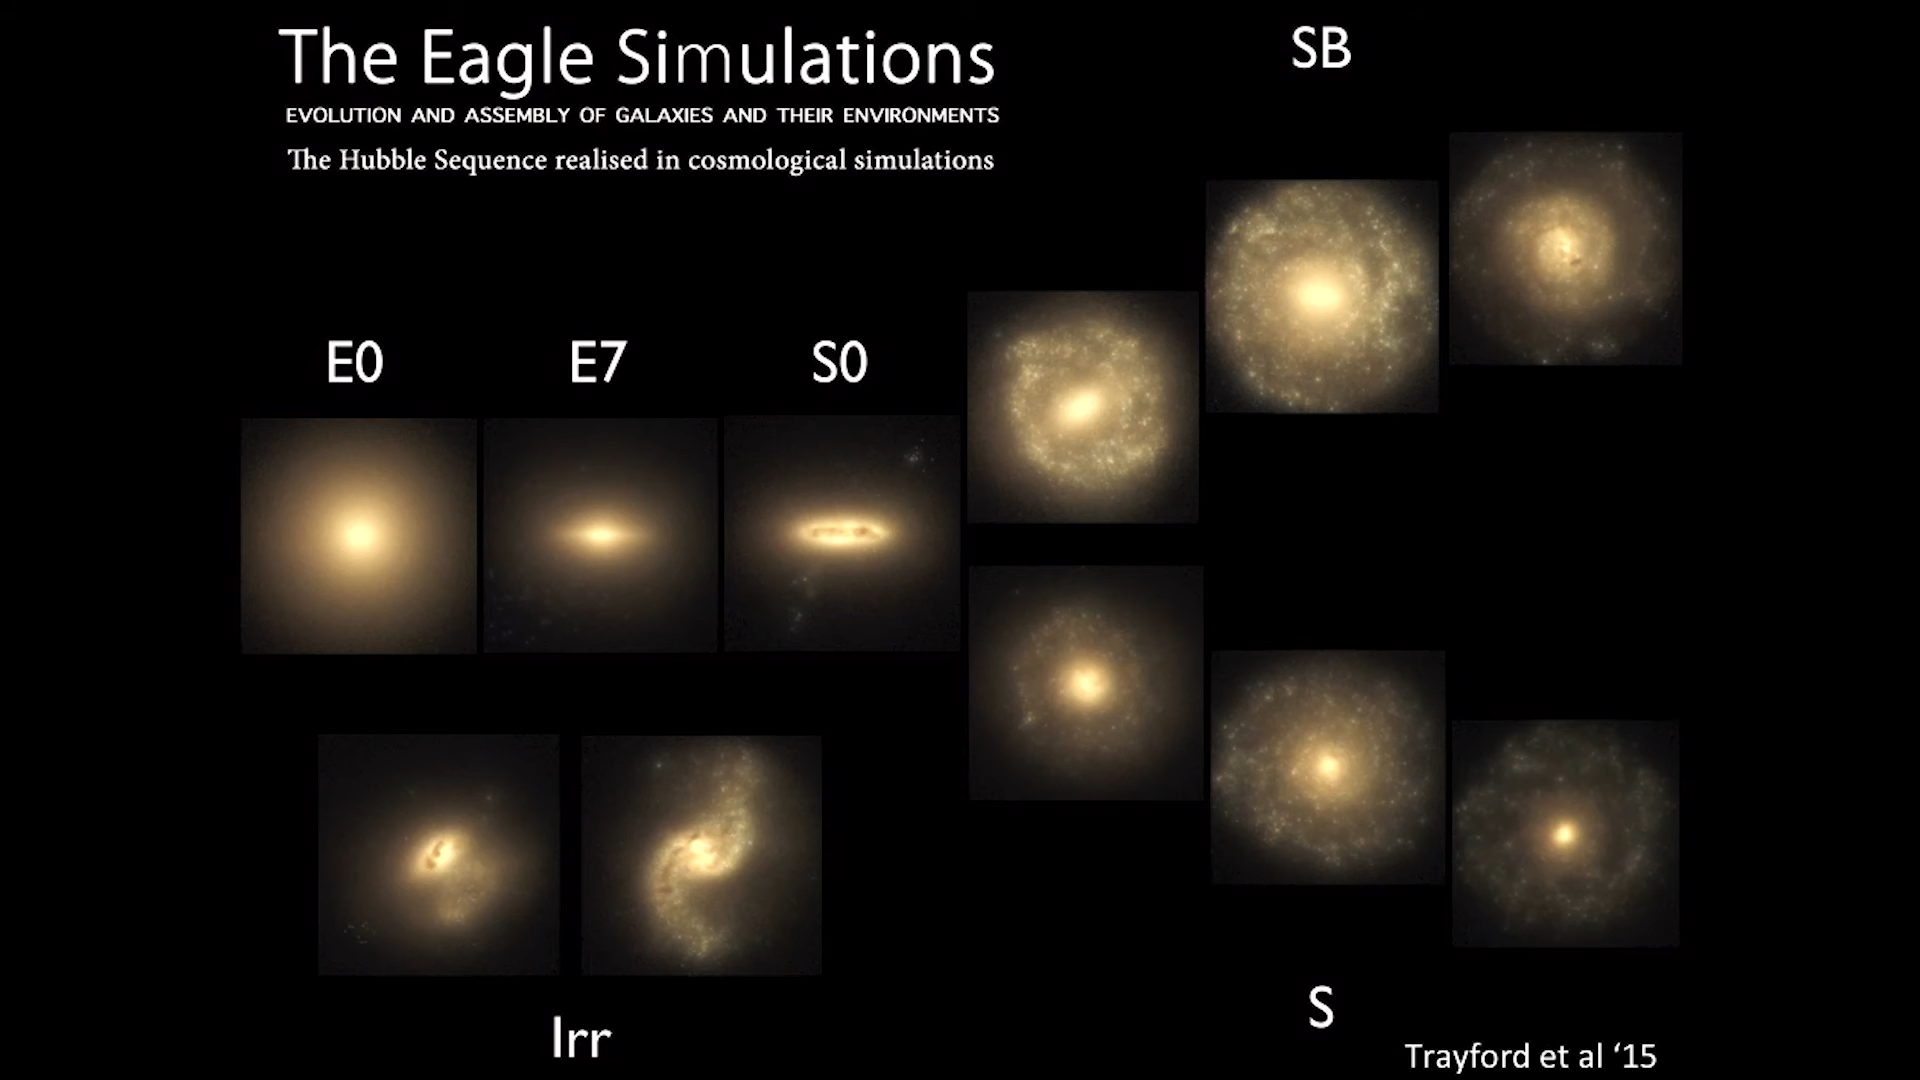 The Eagle Simulations
EVOLUTION AND ASSEMBLY OF GALAXIES AND THEIR ENVIRONMENTS
The Hubble Sequence realised in cosmological simulations
SB
E0
E7
S0
Irr
S
Trayford et al ‘15